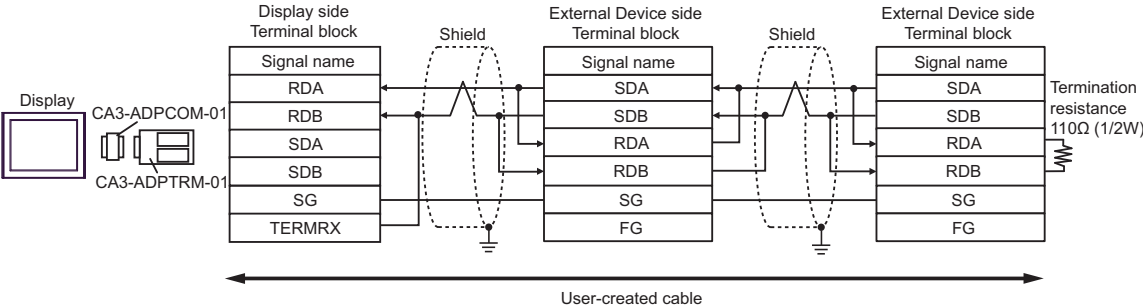 Display side
Terminal block
Shield
External Device side
Terminal block
Shield
External Device side
Terminal block
Signal name
Signal name
Signal name
RDA
SDA
SDA
RDB
SDB
SDB
SDA
RDA
RDA
SDB
RDB
RDB
SG
SG
SG
TERMRX
FG
FG
Display
CA3-ADPCOM-01
CA3-ADPTRM-01
Termination
resistance
110Ω (1/2W)
User-created cable